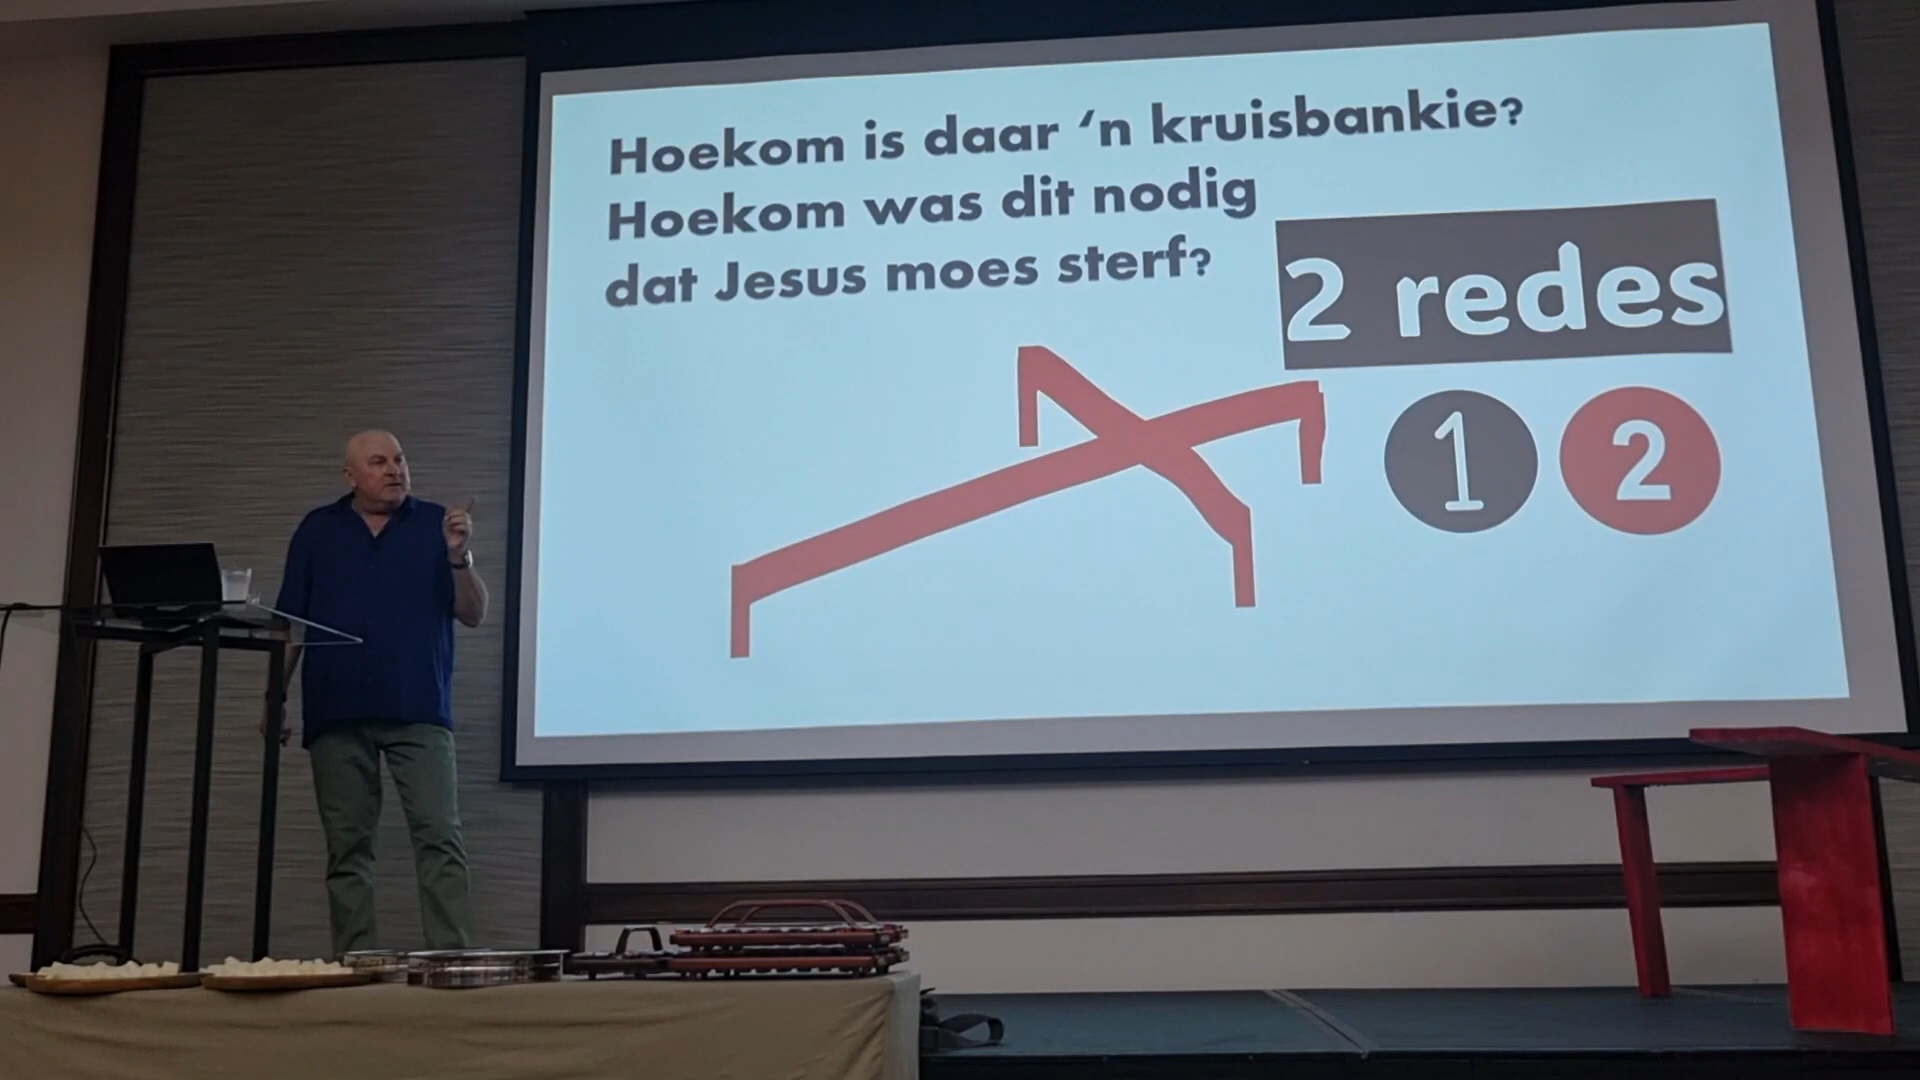 Hoekom is daar ‘n kruisbankie?
Hoekom was dit nodig
dat Jesus moes sterf?
2 redes
1 2